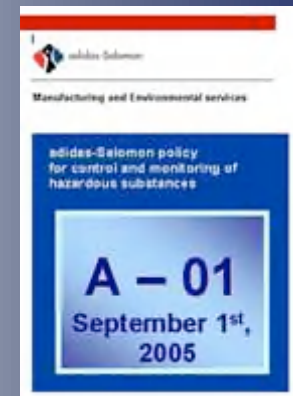 adidas-Salomon
Manufacturing and Environmental services
adidas-Salomon policy
for control and monitoring of
hazardous substances
A – 01
September 1st,
2005